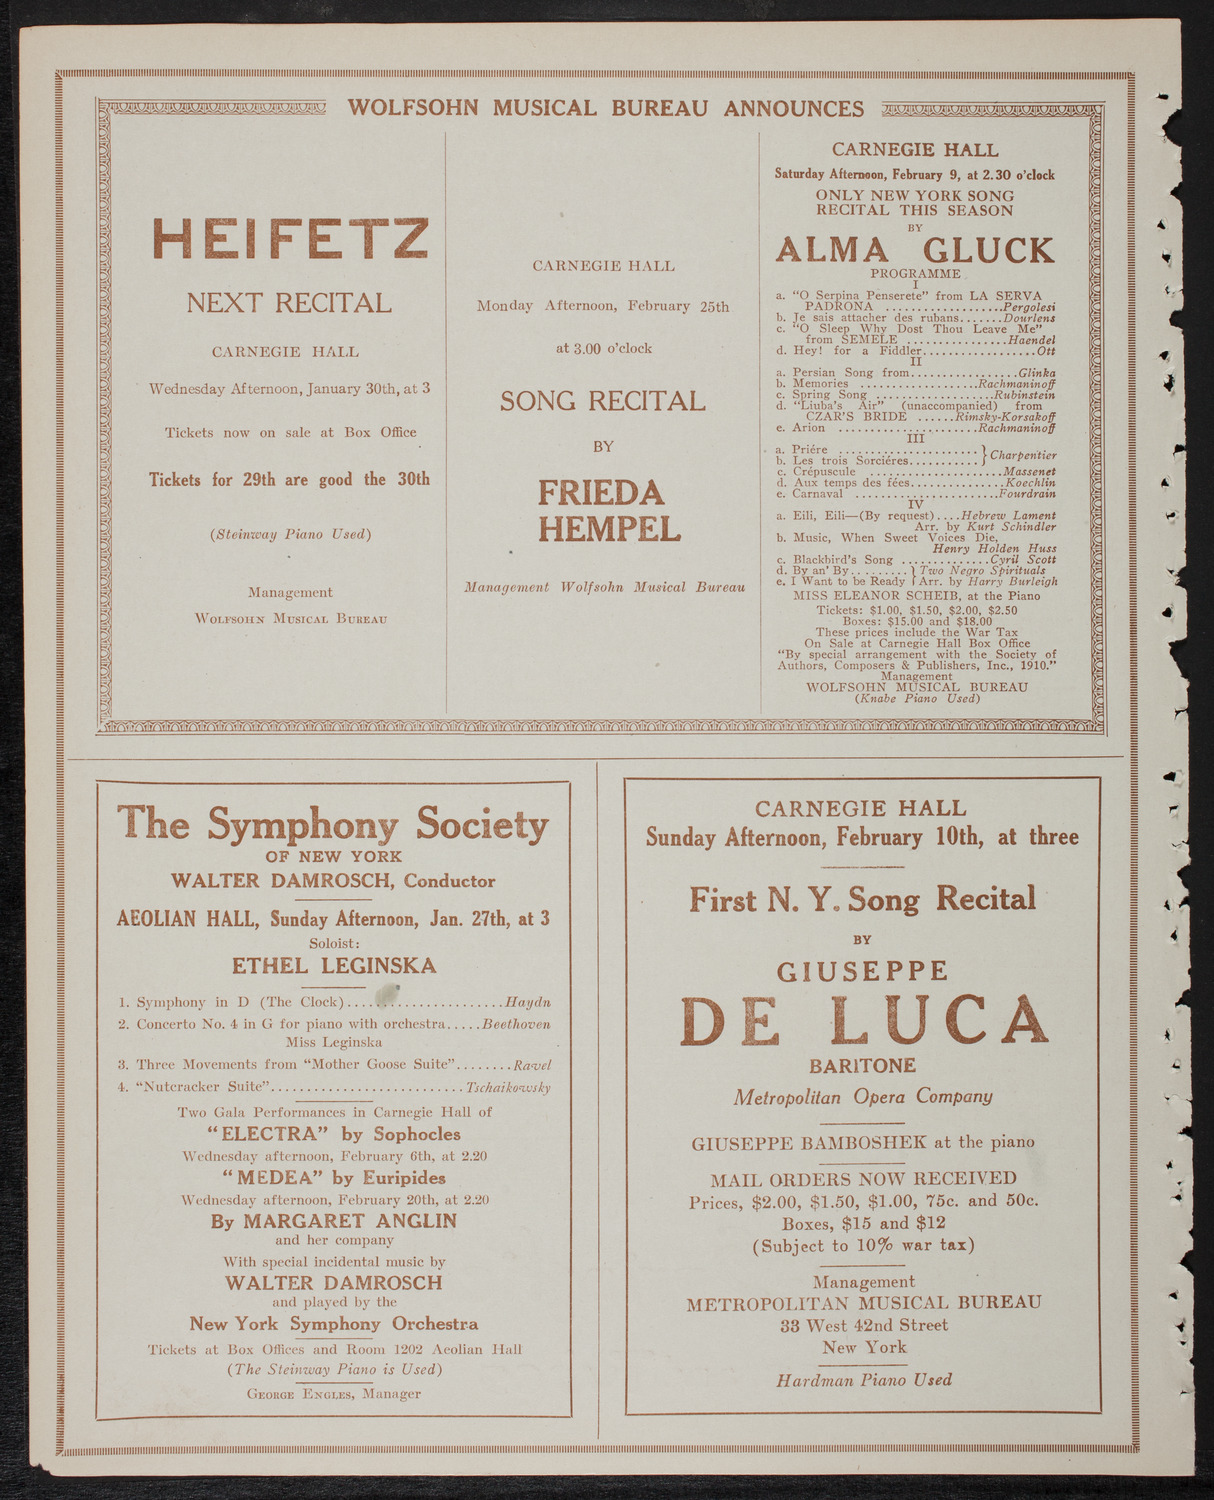 WOLFSOHN MUSICAL BUREAU ANNOUNCES
HEIFETZ
NEXT RECITAL
CARNEGIE HALL
Wednesday Afternoon, January 30th, at 3
Tickets now on sale at Box Office
Tickets for 29th are good the 30th
(Steinway Piano Used)
Management
WOLFSOHN MUSICAL BUREAU
CARNEGIE HALL
Monday Afternoon, February 25th
at 3.00 o'clock
SONG RECITAL
BY
FRIEDA
HEMPEL
Management Wolfsohn Musical Bureau
CARNEGIE HALL
Saturday Afternoon, February 9, at 2.30 o'clock
ONLY NEW YORK SONG
RECITAL THIS SEASON
BY
ALMA GLUCK
PROGRAMME
I
a. "O Serpina Penserete" from LA SERVA
PADRONA ..................Pergolesi
b. Je sais attacher des rubans.......Dourlens
c. "O Sleep Why Dost Thou Leave Me"
from SEMELE ...............Haendel
d. Hey! for a Fiddler.................Ott
II
a. Persian Song from................Glinka
b. Memories ..................Rachmaninoff
c. Spring Song ..................Rubinstein
d. "Liuba's Air" (unaccompanied) from
CZAR'S BRIDE ......Rimsky-Korsakoff
e. Arion .....................Rachmaninoff
III
a. Priére .....................
b. Les trois Sorciéres........... } Charpentier
c. Crépuscule ....................Massenet
d. Aux temps des fées...............Koechlin
e. Carnaval ......................Fourdrain
IV
a. Eili, Eili—(By request)....Hebrew Lament
Arr. by Kurt Schindler
b. Music, When Sweet Voices Die,
Henry Holden Huss
c. Blackbird's Song .............Cyril Scott
d. By an' By......... } Two Negro Spirituals
e. I Want to be Ready } Arr. by Harry Burleigh
MISS ELEANOR SCHEIB, at the Piano
Tickets: $1.00, $1.50, $2.00, $2.50
Boxes: $15.00 and $18.00
These prices include the War Tax
On Sale at Carnegie Hall Box Office
"By special arrangement with the Society of
Authors, Composers & Publishers, Inc., 1910."
Management
WOLFSOHN MUSICAL BUREAU
(Knabe Piano Used)
The Symphony Society
OF NEW YORK
WALTER DAMROSCH, Conductor
AEOLIAN HALL, Sunday Afternoon, Jan. 27th, at 3
Soloist:
ETHEL LEGINSKA
1. Symphony in D (The Clock)......................Haydn
2. Concerto No. 4 in G for piano with orchestra.....Beethoven
Miss Leginska
3. Three Movements from "Mother Goose Suite"........Ravel
4. "Nutcracker Suite"..........................Tschaikowsky
Two Gala Performances in Carnegie Hall of
"ELECTRA" by Sophocles
Wednesday afternoon, February 6th, at 2.20
"MEDEA" by Euripides
Wednesday afternoon, February 20th, at 2.20
By MARGARET ANGLIN
and her company
With special incidental music by
WALTER DAMROSCH
and played by the
New York Symphony Orchestra
Tickets at Box Offices and Room 1202 Aeolian Hall
(The Steinway Piano is Used)
GEORGE ENGLES, Manager
CARNEGIE HALL
Sunday Afternoon, February 10th, at three
First N. Y. Song Recital
BY
GIUSEPPE
DE LUCA
BARITONE
Metropolitan Opera Company
GIUSEPPE BAMBOSHEK at the piano
MAIL ORDERS NOW RECEIVED
Prices, $2.00, $1.50, $1.00, 75c. and 50c.
Boxes, $15 and $12
(Subject to 10% war tax)
Management
METROPOLITAN MUSICAL BUREAU
33 West 42nd Street
New York
Hardman Piano Used